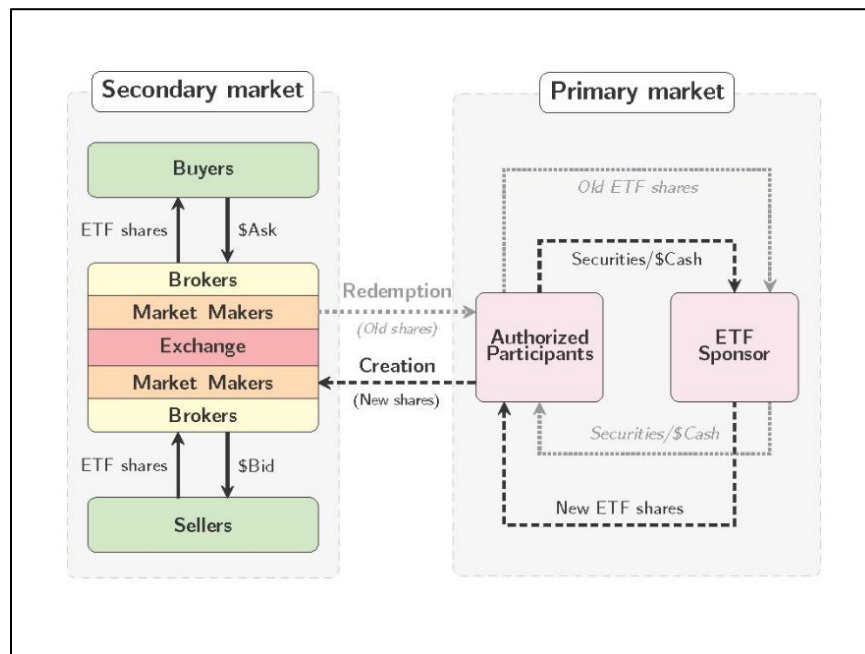 Secondary market
Buyers
ETF shares
$Ask
Brokers
Market Makers
Exchange
Market Makers
Brokers
ETF shares
$Bid
Sellers
Redemption
(Old shares)
Creation
(New shares)
Primary market
Old ETF shares
Securities/$Cash
Authorized
Participants
ETF
Sponsor
Securities/$Cash
New ETF shares